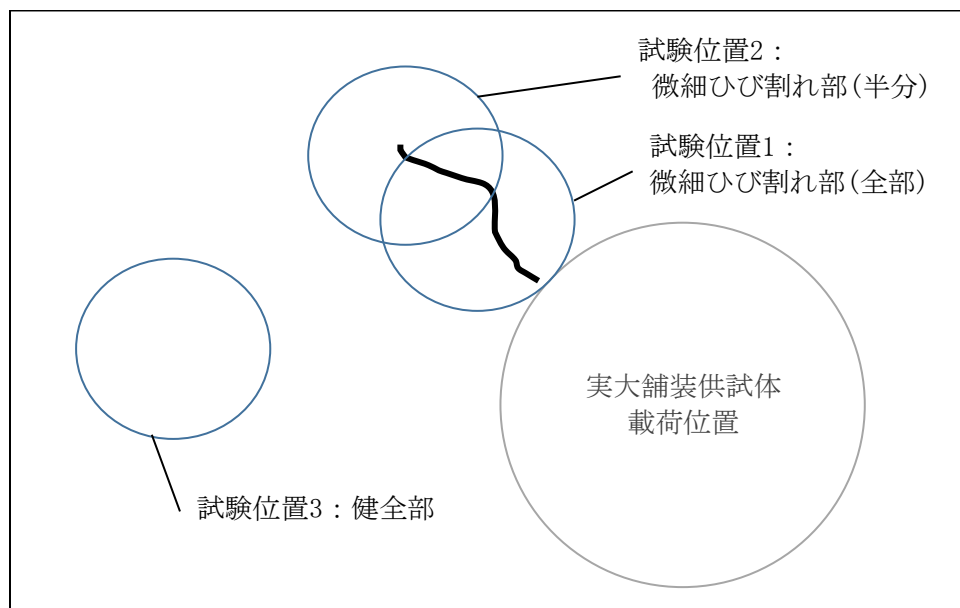 試験位置2：
微細ひび割れ部(半分)
試験位置1：
微細ひび割れ部(全部)
実大舗装供試体
載荷位置
試験位置3：健全部